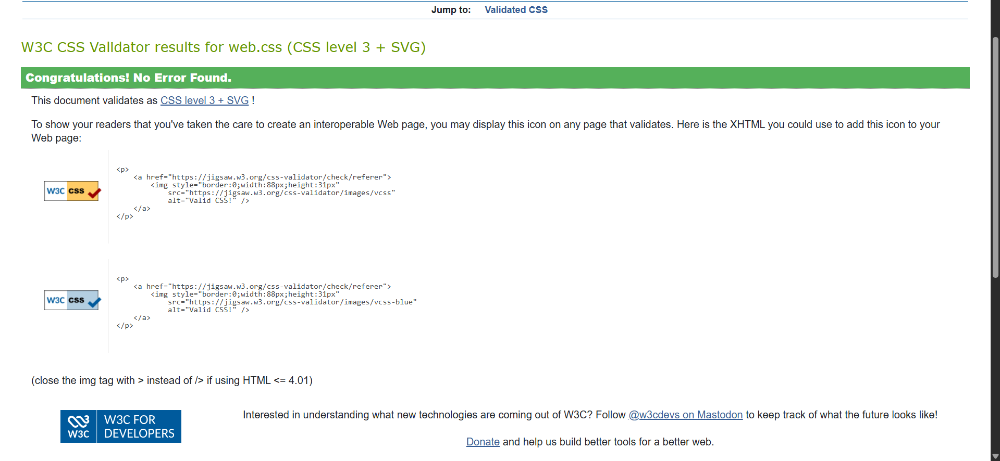 Jump to: Validated CSS
W3C CSS Validator results for web.css (CSS level 3 + SVG)
Congratulations! No Error Found.
This document validates as CSS level 3 + SVG !
To show your readers that you've taken the care to create an interoperable Web page, you may display this icon on any page that validates. Here is the XHTML you could use to add this icon to your
Web page:
W3C css
<p>
    <a href="https://jigsaw.w3.org/css-validator/check/referer">
        <img style="border:0;width:88px;height:31px"
            src="https://jigsaw.w3.org/css-validator/images/vcss"
            alt="Valid CSS!" />
    </a>
</p>
W3C css
<p>
    <a href="https://jigsaw.w3.org/css-validator/check/referer">
        <img style="border:0;width:88px;height:31px"
            src="https://jigsaw.w3.org/css-validator/images/vcss-blue"
            alt="Valid CSS!" />
    </a>
</p>
(close the img tag with > instead of /> if using HTML <= 4.01)
3
W3C
W3C FOR
DEVELOPERS
Interested in understanding what new technologies are coming out of W3C? Follow @w3cdevs on Mastodon to keep track of what the future looks like!
Donate and help us build better tools for a better web.